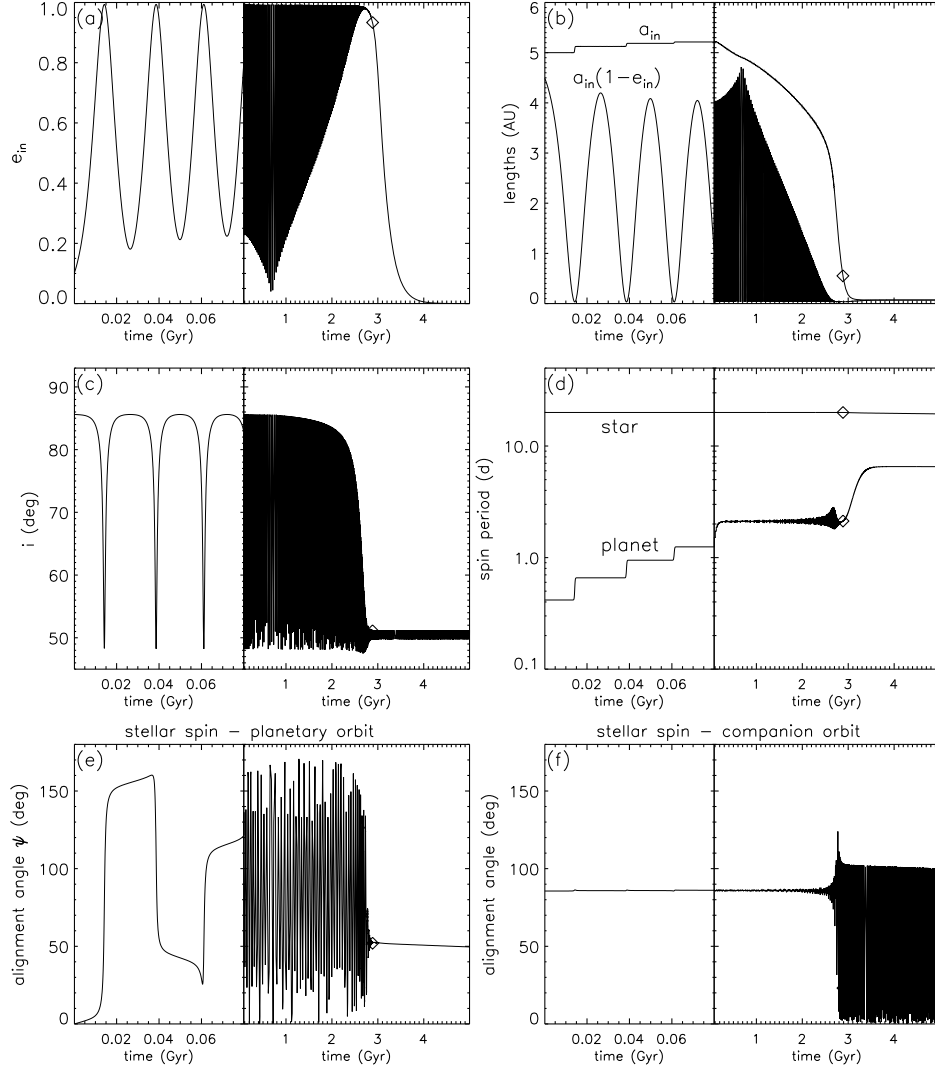 (a)
1.0
0.8
0.6
0.4
0.2
0.0
e_in
0.02 0.04 0.06
time (Gyr)
1 2 3 4
time (Gyr)
(b)
6
5
4
3
2
1
0
lengths (AU)
a_in
a_in(1−e_in)
0.02 0.04 0.06
time (Gyr)
1 2 3 4
time (Gyr)
(c)
90
80
70
60
50
i (deg)
0.02 0.04 0.06
time (Gyr)
1 2 3 4
time (Gyr)
(d)
10.0
1.0
0.1
spin period (d)
star
planet
0.02 0.04 0.06
time (Gyr)
1 2 3 4
time (Gyr)
stellar spin − planetary orbit
(e)
150
100
50
0
alignment angle ψ (deg)
0.02 0.04 0.06
time (Gyr)
1 2 3 4
time (Gyr)
stellar spin − companion orbit
(f)
150
100
50
0
alignment angle (deg)
0.02 0.04 0.06
time (Gyr)
1 2 3 4
time (Gyr)